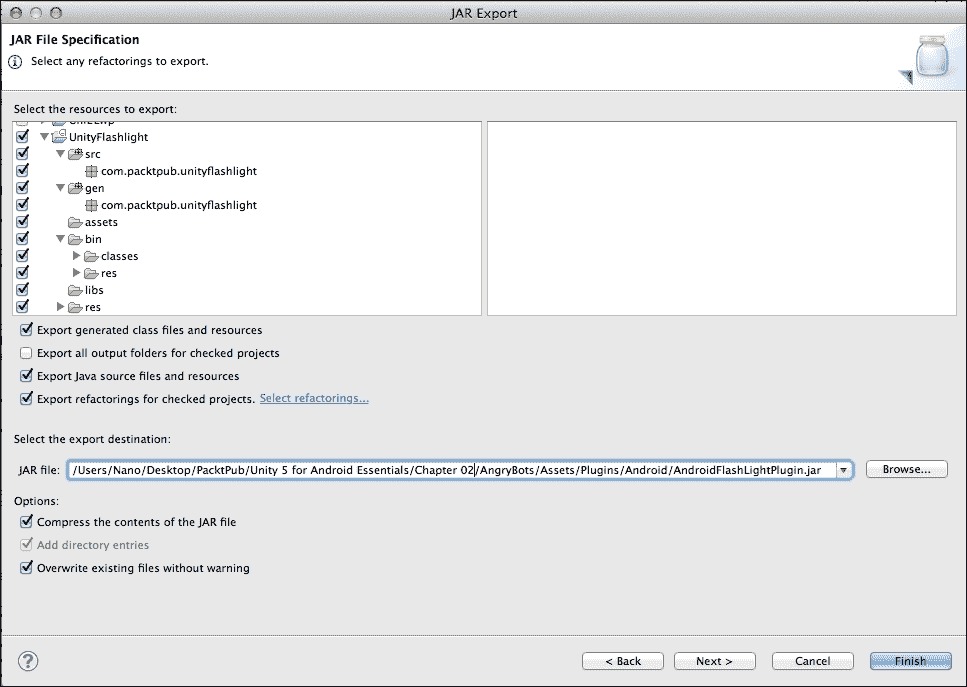 JAR Export
JAR File Specification
Select any refactorings to export.
Select the resources to export:
UnityFlashlight
src
com.packtpub.unityflashlight
gen
com.packtpub.unityflashlight
assets
bin
classes
res
libs
res
Export generated class files and resources
Export all output folders for checked projects
Export Java source files and resources
Export refactorings for checked projects. Select refactorings...
Select the export destination:
JAR file: /Users/Nano/Desktop/PacktPub/Unity 5 for Android Essentials/Chapter 02/AngryBots/Assets/Plugins/Android/AndroidFlashLightPlugin.jar Browse...
Options:
Compress the contents of the JAR file
Add directory entries
Overwrite existing files without warning
? < Back Next > Cancel Finish